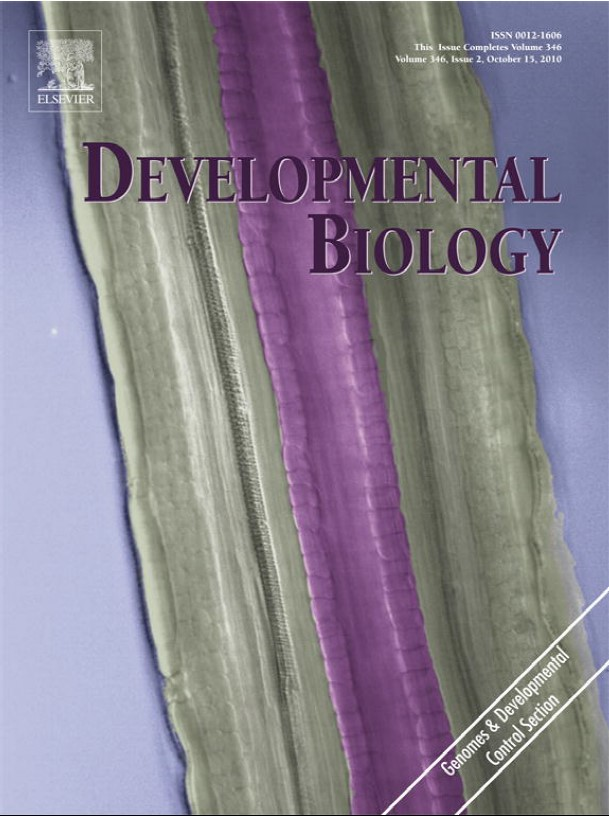 ISSN 0012-1606
This Issue Completes Volume 346
Volume 346, Issue 2, October 15, 2010
ELSEVIER
DEVELOPMENTAL
BIOLOGY
Genomes & Developmental
Control Section